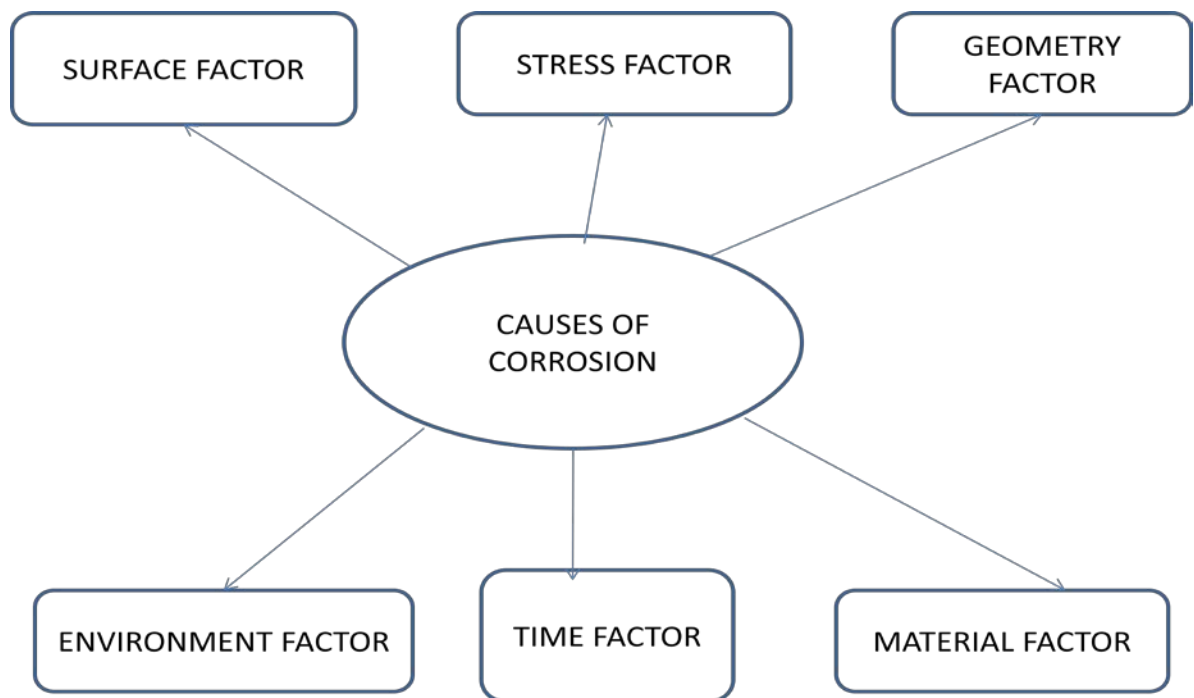 SURFACE FACTOR
STRESS FACTOR
GEOMETRY
FACTOR
CAUSES OF
CORROSION
ENVIRONMENT FACTOR
TIME FACTOR
MATERIAL FACTOR